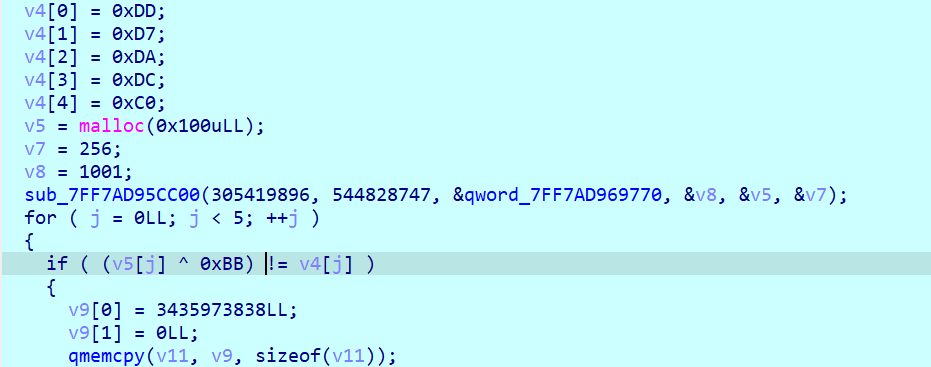 v4[0] = 0xDD;
v4[1] = 0xD7;
v4[2] = 0xDA;
v4[3] = 0xDC;
v4[4] = 0xC0;
v5 = malloc(0x100uLL);
v7 = 256;
v8 = 1001;
sub_7FF7AD95CC00(305419896, 544828747, &qword_7FF7AD969770, &v8, &v5, &v7);
for ( j = 0LL; j < 5; ++j )
{
if ( (v5[j] ^ 0xBB) != v4[j] )
{
v9[0] = 3435973838LL;
v9[1] = 0LL;
qmemcpy(v11, v9, sizeof(v11));